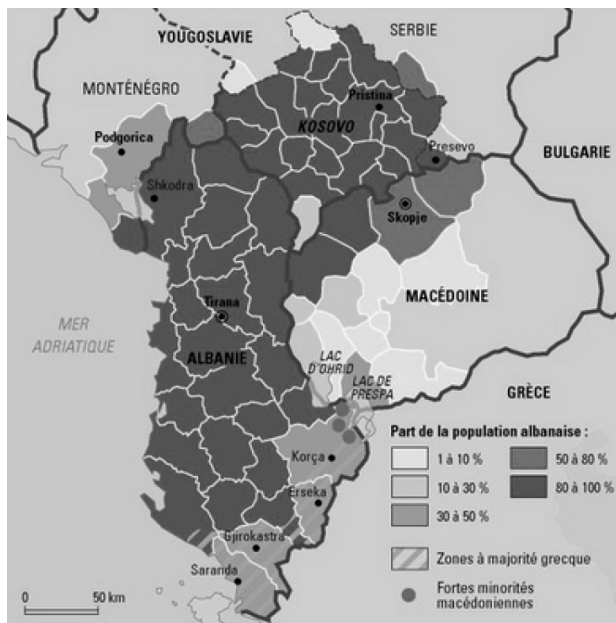 YOUGOSLAVIE
SERBIE
MONTÉNÉGRO
Pristina
KOSOVO
Podgorica
Presevo
BULGARIE
Shkodra
Skopje
MACÉDOINE
Tirana
MER
ADRIATIQUE
ALBANIE
LAC
D'OHRID
LAC DE
PRESPA
GRÈCE
Korça
Erseka
Gjirokastra
Saranda
Part de la population albanaise :
1 à 10 %
50 à 80 %
10 à 30 %
80 à 100 %
30 à 50 %
Zones à majorité grecque
Fortes minorités
macédoniennes
0
50 km